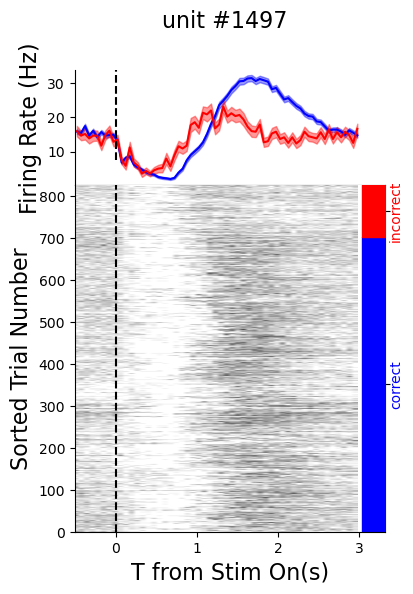 unit #1497
Firing Rate (Hz)
30
20
10
Sorted Trial Number
800
700
600
500
400
300
200
100
0
incorrect
correct
0
1
2
3
T from Stim On(s)